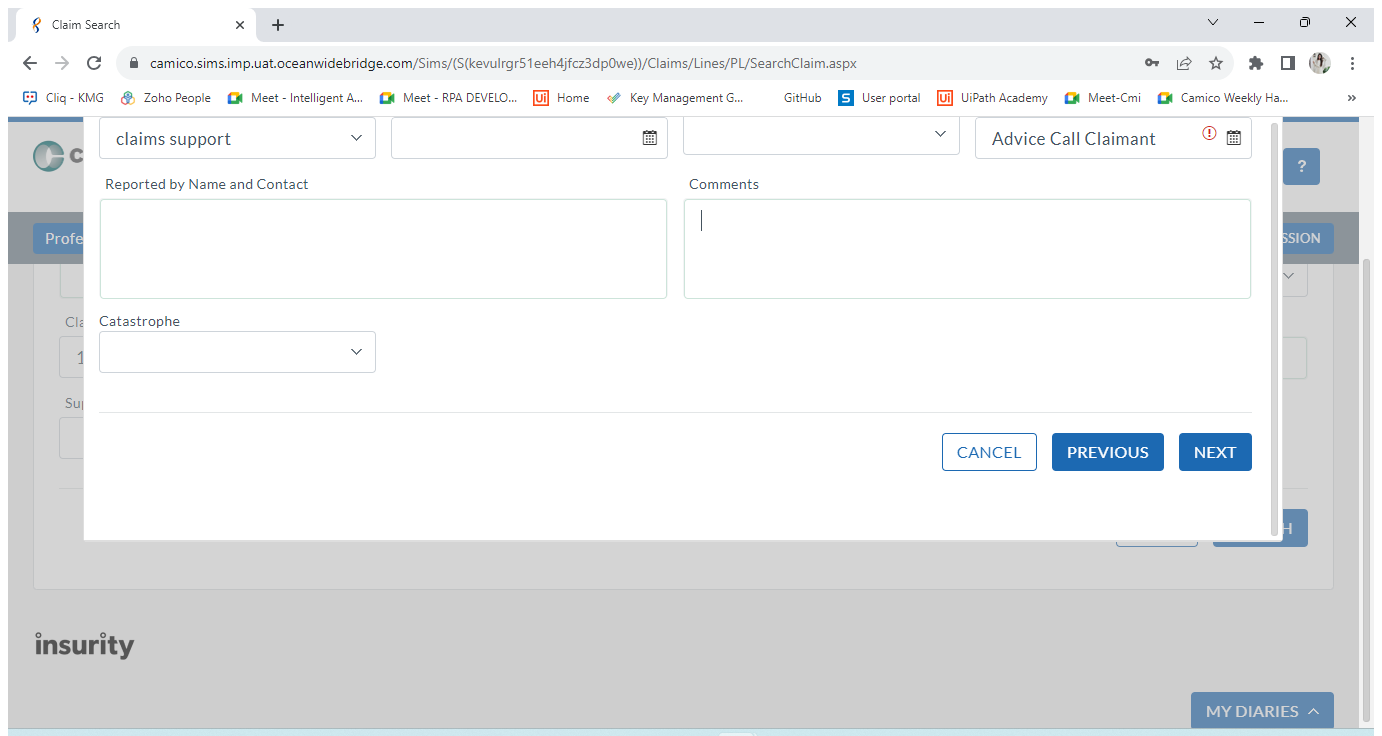 Claim Search
camico.sims.imp.uat.oceanwidebridge.com/Sims/(S(kevulrgr51eeh4jfcz3dp0we))/Claims/Lines/PL/SearchClaim.aspx
Cliq - KMG Zoho People Meet - Intelligent A... Meet - RPA DEVELO... Ui Home Key Management G... GitHub S User portal Ui UiPath Academy Meet-Cmi Camico Weekly Ha... »
claims support Advice Call Claimant
?
Reported by Name and Contact Comments
Profe SSION
Cla Catastrophe
1
Sup
CANCEL PREVIOUS NEXT
H
insurity
MY DIARIES